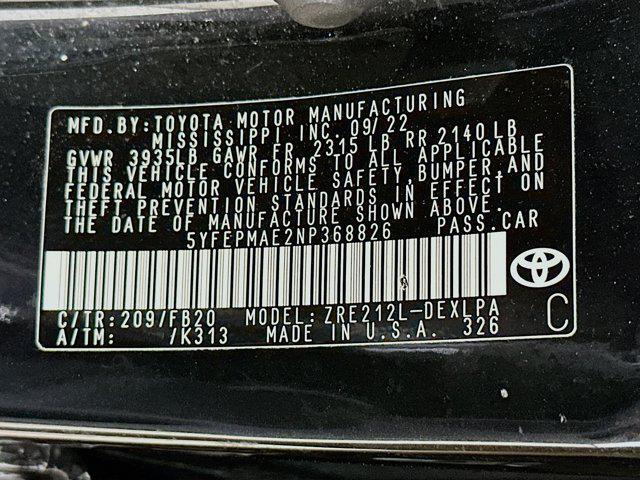 MFD.BY:TOYOTA MOTOR MANUFACTURING
MISSISSIPPI INC. 09/22
GVWR 3935LB GAWR FR 2315 LB RR 2140 LB
THIS VEHICLE CONFORMS TO ALL APPLICABLE
FEDERAL MOTOR VEHICLE SAFETY,BUMPER,AND
THEFT PREVENTION STANDARDS IN EFFECT ON
THE DATE OF MANUFACTURE SHOWN ABOVE.
5YFEPMAE2NP368826 PASS.CAR
C/TR:209/FB20 MODEL:ZRE212L-DEXLPA
A/TM: /K313 MADE IN U.S.A. 326
C